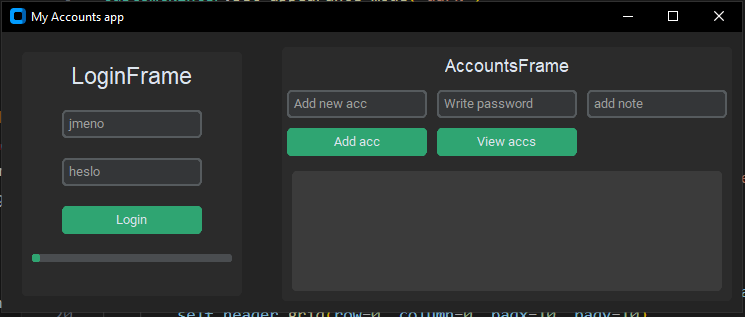 My Accounts app
LoginFrame
jmeno
heslo
Login
AccountsFrame
Add new acc
Write password
add note
Add acc
View accs
self.header.grid(row=0, column=0, padx=10, pady=10)